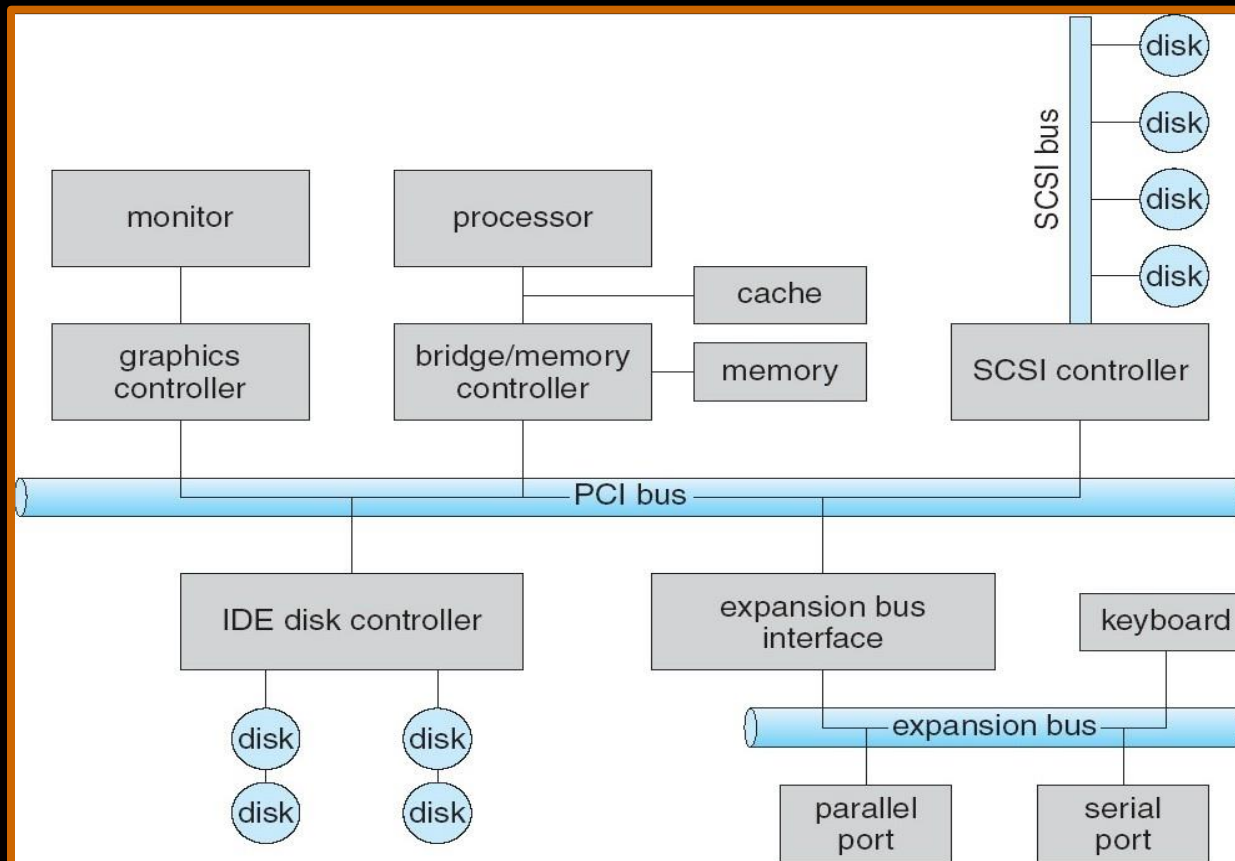 disk
disk
SCSI bus
disk
disk
monitor
processor
cache
graphics
controller
bridge/memory
controller
memory
SCSI controller
PCI bus
IDE disk controller
expansion bus
interface
keyboard
disk
disk
expansion bus
disk
disk
parallel
port
serial
port